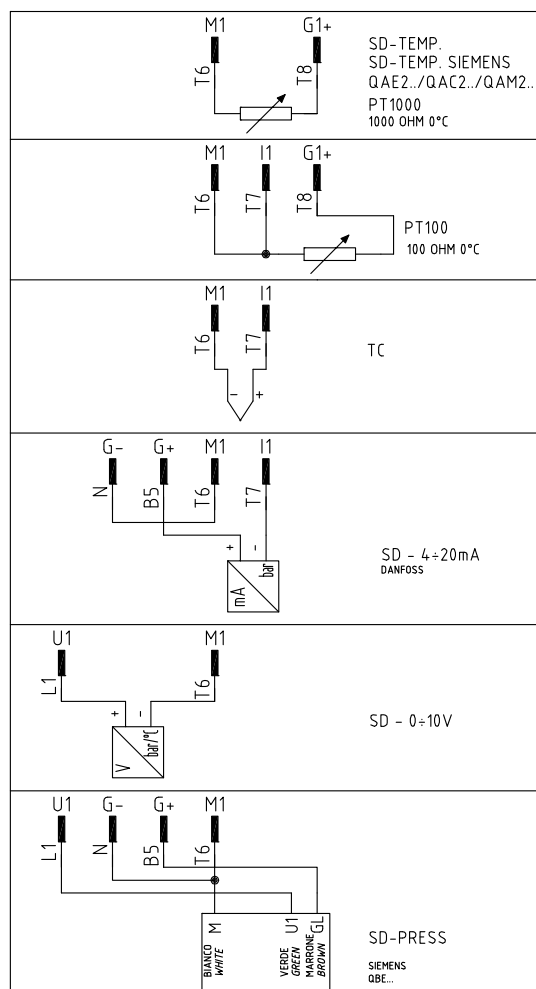 M1 G1+
T6 T8
SD-TEMP.
SD-TEMP. SIEMENS
QAE2../QAC2../QAM2..
PT1000
1000 OHM 0°C
M1 I1 G1+
T6 T7 T8
PT100
100 OHM 0°C
M1 I1
T6 T7
- +
TC
G- G+ M1 I1
N B5 T6 T7
+ -
mA bar
SD - 4÷20mA
DANFOSS
U1 M1
L1 T6
+ -
V bar/°C
SD - 0÷10V
U1 G- G+ M1
L1 N B5 T6
M U1 GL
BIANCO
WHITE
VERDE
GREEN
MARRONE
BROWN
SD-PRESS
SIEMENS
QBE...